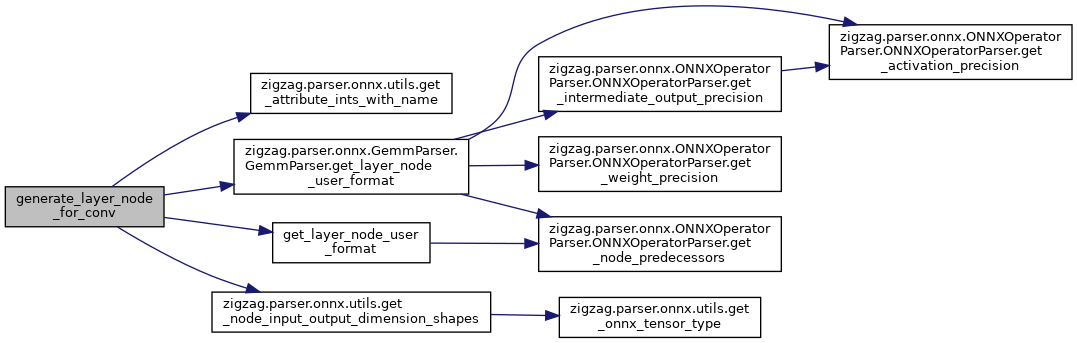 generate_layer_node
_for_conv
zigzag.parser.onnx.utils.get
_attribute_ints_with_name
zigzag.parser.onnx.GemmParser.
GemmParser.get_layer_node
_user_format
get_layer_node_user
_format
zigzag.parser.onnx.utils.get
_node_input_output_dimension_shapes
zigzag.parser.onnx.ONNXOperator
Parser.ONNXOperatorParser.get
_intermediate_output_precision
zigzag.parser.onnx.ONNXOperator
Parser.ONNXOperatorParser.get
_weight_precision
zigzag.parser.onnx.ONNXOperator
Parser.ONNXOperatorParser.get
_node_predecessors
zigzag.parser.onnx.utils.get
_onnx_tensor_type
zigzag.parser.onnx.ONNXOperator
Parser.ONNXOperatorParser.get
_activation_precision